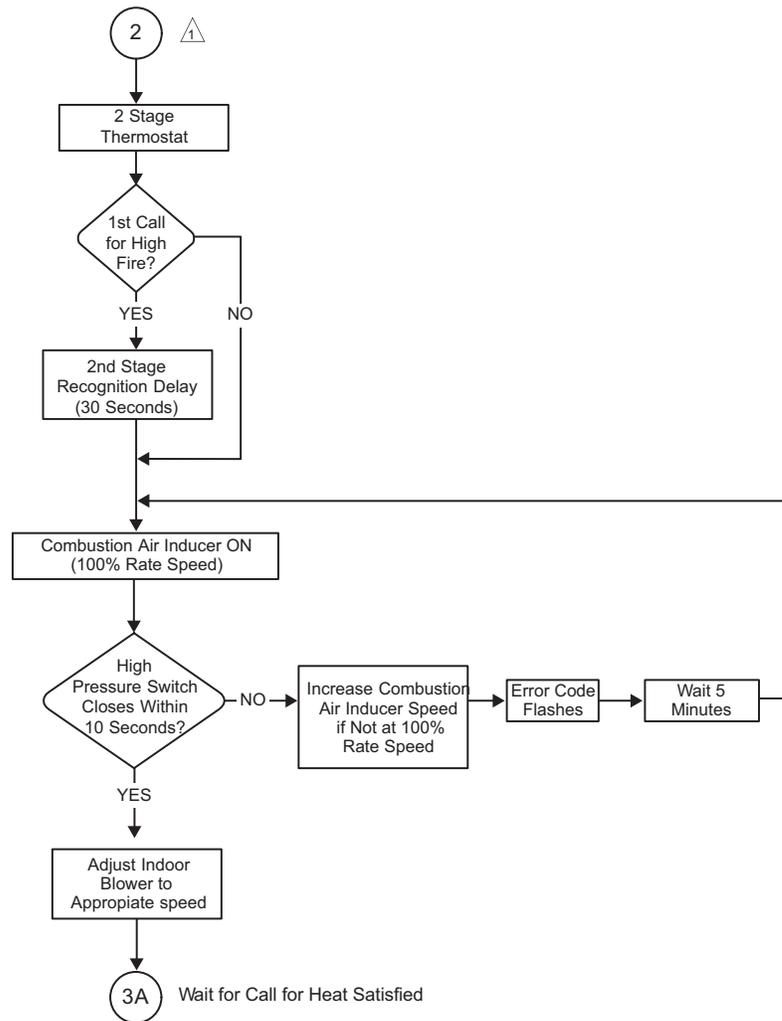 2
1
2 Stage
Thermostat
1st Call
for High
Fire?
YES
NO
2nd Stage
Recognition Delay
(30 Seconds)
Combustion Air Inducer ON
(100% Rate Speed)
High
Pressure Switch
Closes Within
10 Seconds?
NO
Increase Combustion
Air Inducer Speed
if Not at 100%
Rate Speed
Error Code
Flashes
Wait 5
Minutes
YES
Adjust Indoor
Blower to
Appropiate speed
3A
Wait for Call for Heat Satisfied